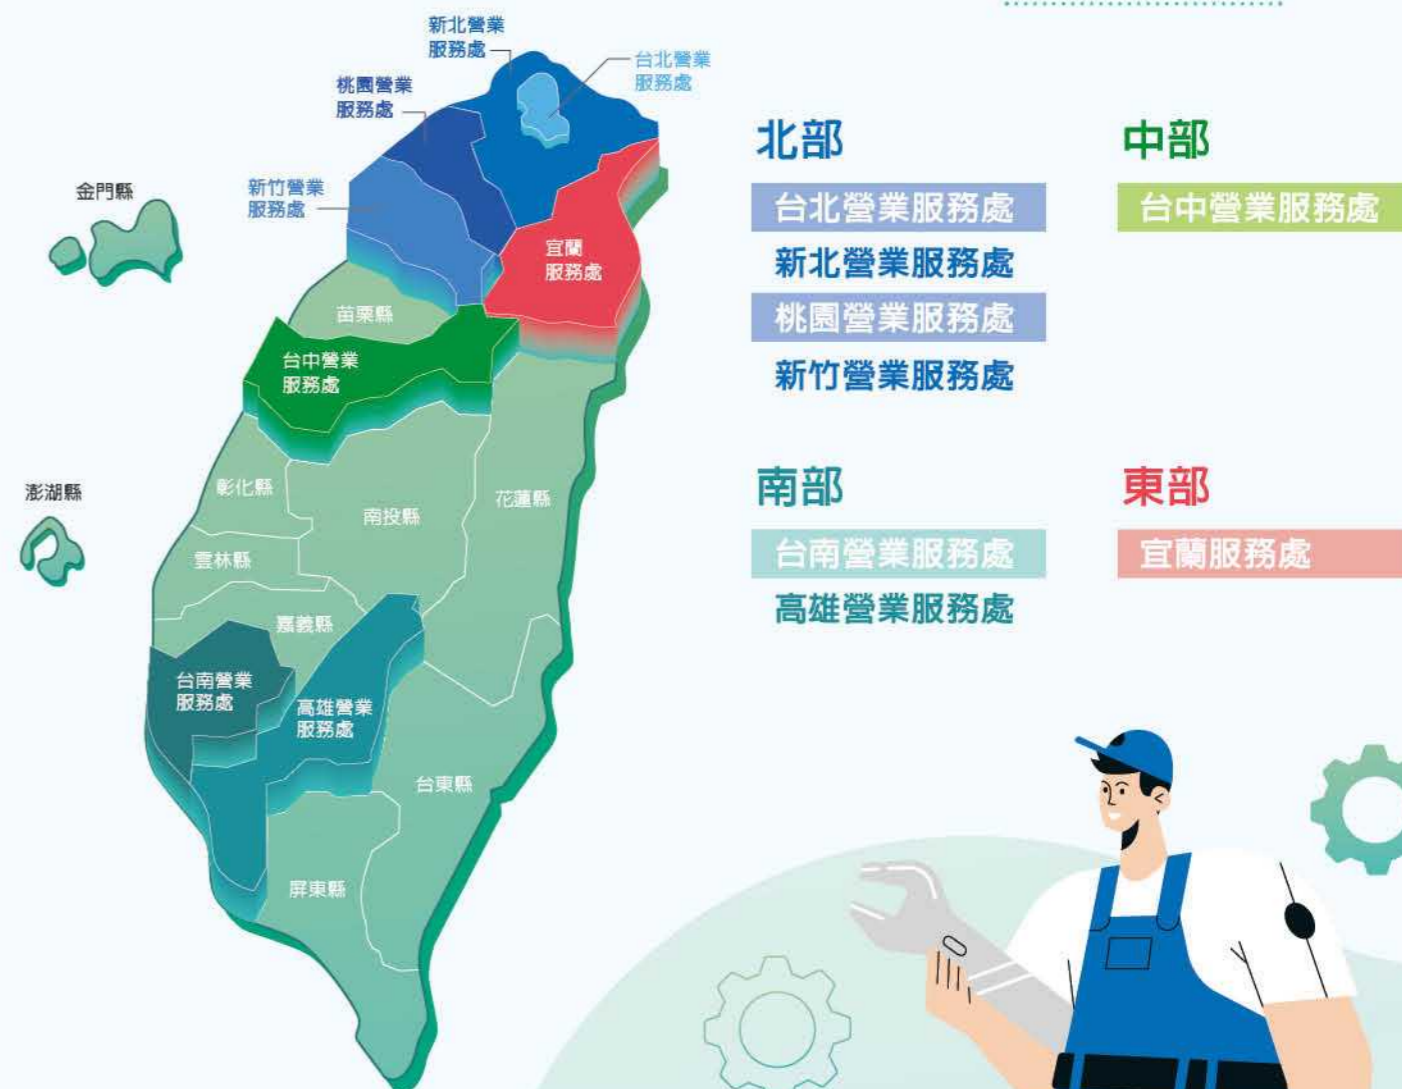 新北營業
服務處
台北營業
服務處
桃園營業
服務處
新竹營業
服務處
金門縣
宜蘭
服務處
苗栗縣
台中營業
服務處
澎湖縣
彰化縣
南投縣
花蓮縣
雲林縣
嘉義縣
台南營業
服務處
高雄營業
服務處
台東縣
屏東縣
北部
台北營業服務處
新北營業服務處
桃園營業服務處
新竹營業服務處
中部
台中營業服務處
南部
台南營業服務處
高雄營業服務處
東部
宜蘭服務處